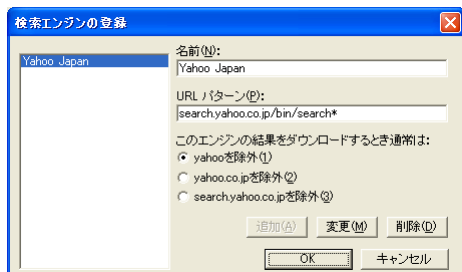 検索エンジンの登録
Yahoo Japan
名前(N):
Yahoo Japan
URL パターン(P):
search.yahoo.co.jp/bin/search*
このエンジンの結果をダウンロードするとき通常は:
yahooを除外(1)
yahoo.co.jpを除外(2)
search.yahoo.co.jpを除外(3)
追加(A) 変更(M) 削除(D)
OK キャンセル